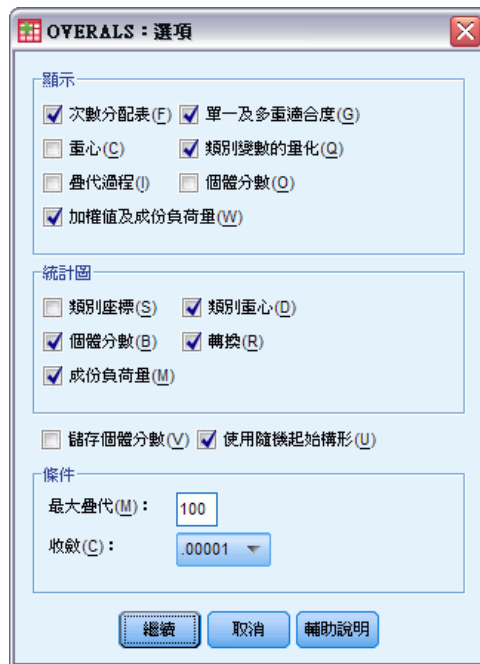 OVERALS：選項
顯示
次數分配表(F) 單一及多重適合度(G)
重心(C) 類別變數的量化(Q)
疊代過程(I) 個體分數(O)
加權值及成份負荷量(W)
統計圖
類別座標(S) 類別重心(D)
個體分數(B) 轉換(R)
成份負荷量(M)
儲存個體分數(V) 使用隨機起始構形(U)
條件
最大疊代(M)： 100
收斂(C)： .00001
繼續 取消 輔助說明